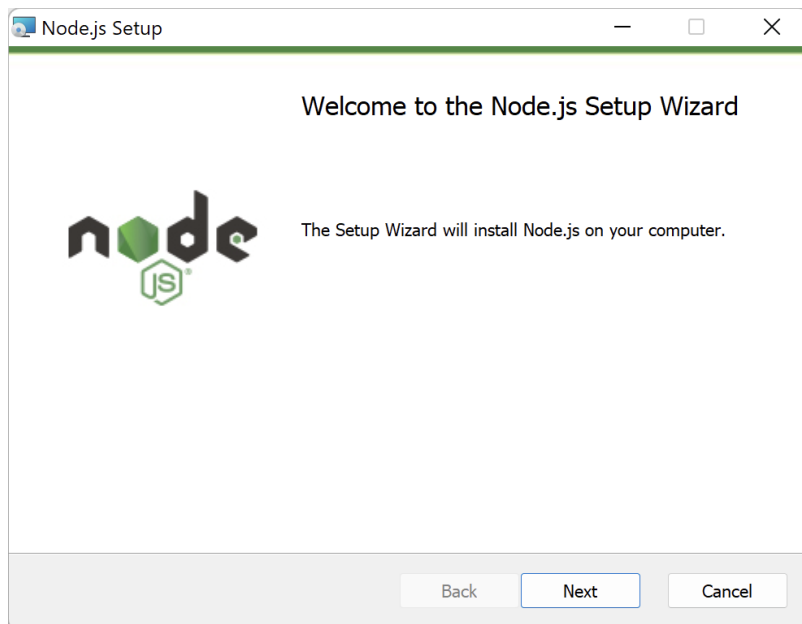 Node.js Setup
Welcome to the Node.js Setup Wizard
node
JS®
The Setup Wizard will install Node.js on your computer.
Back
Next
Cancel